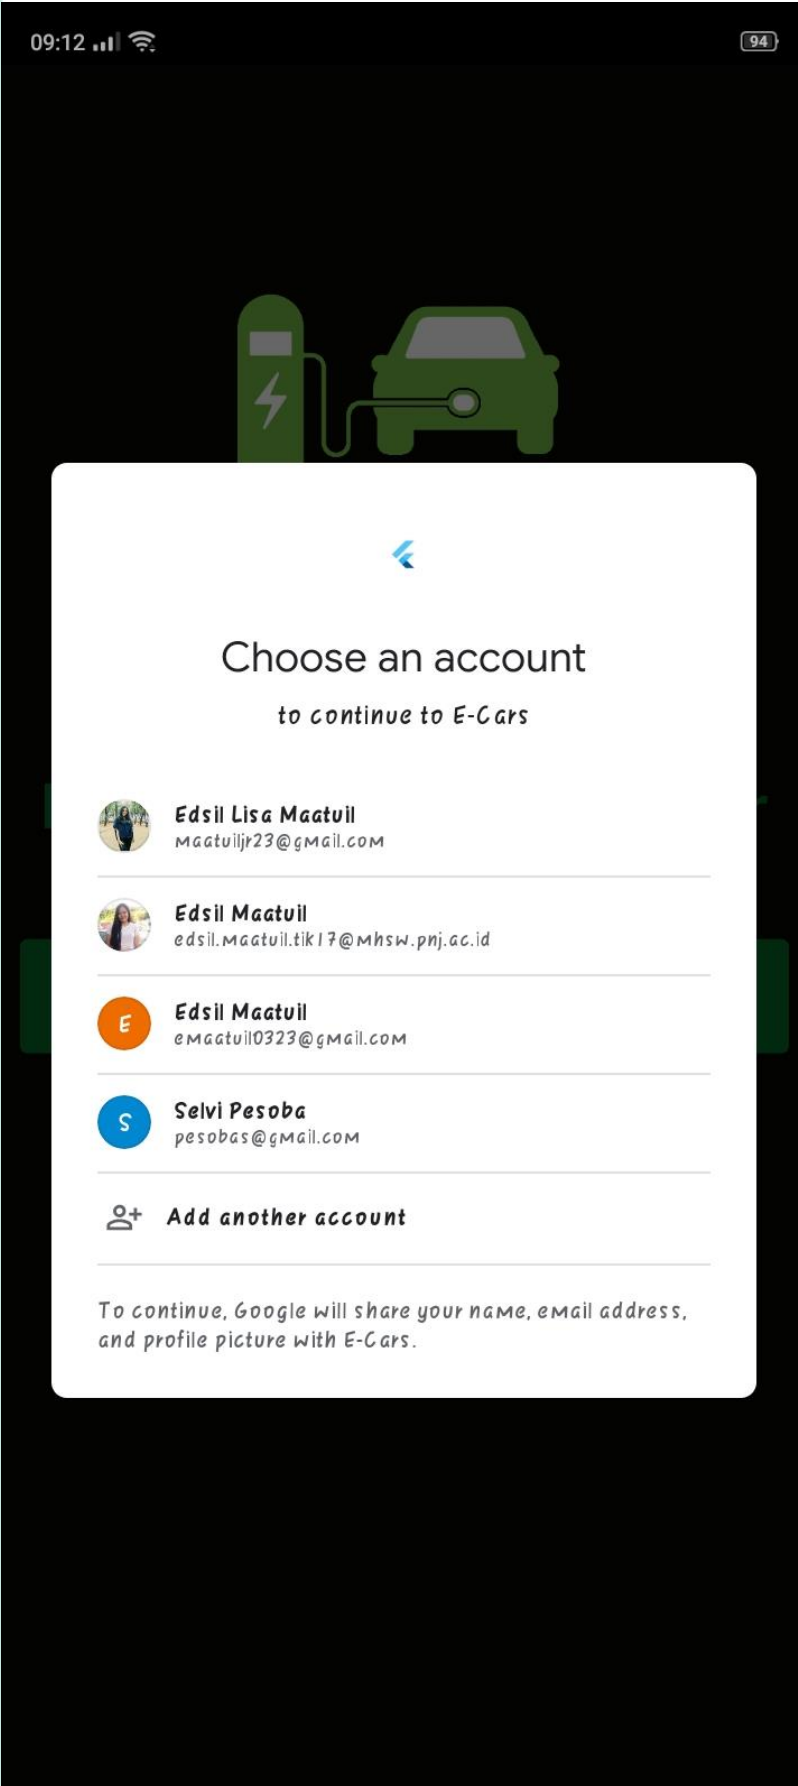 09:12
94
Choose an account
to continue to E-Cars
Edsil Lisa Maatuil
maatuiljr23@gmail.com
Edsil Maatuil
edsil.maatuil.tik17@mhsw.pnj.ac.id
E
Edsil Maatuil
emaatuil0323@gmail.com
S
Selvi Pesoba
pesobas@gmail.com
Add another account
To continue, Google will share your name, email address,
and profile picture with E-Cars.